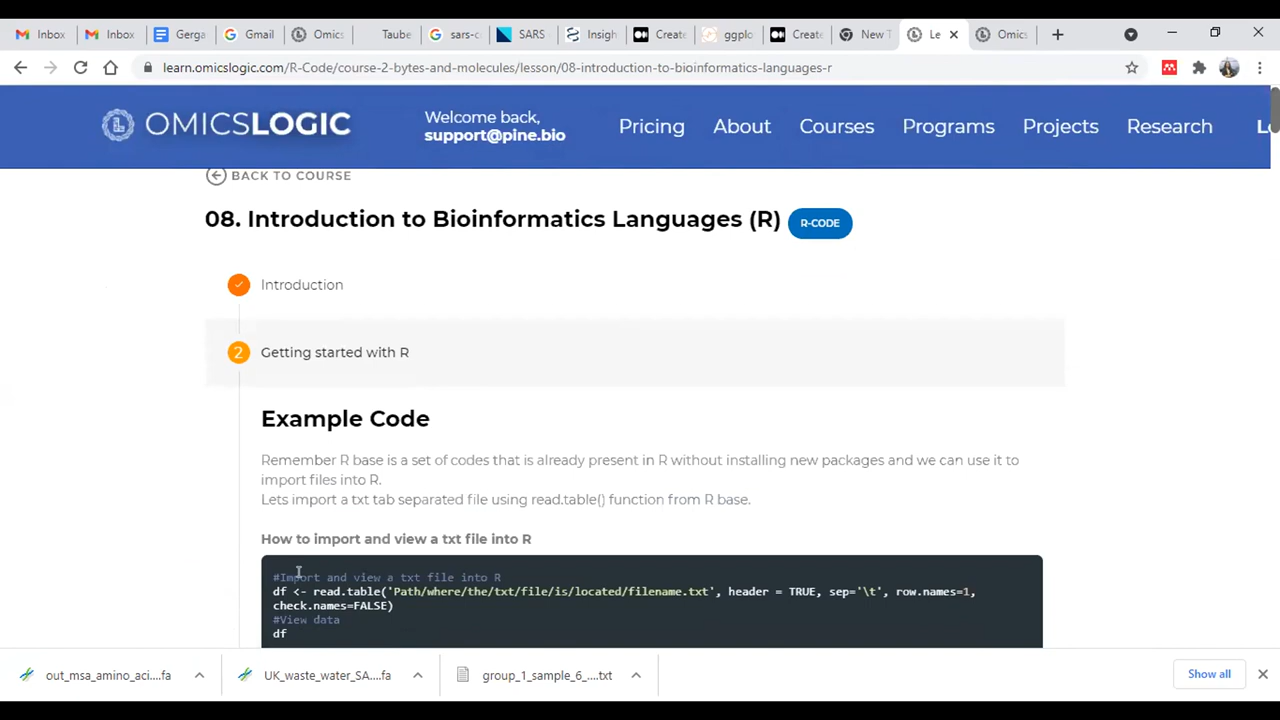 Inbox
Inbox
Gerga
Gmail
Omics
Taube
sars-c
SARS
Insigh
Create
ggplo
Create
New T
Le
Omics
learn.omicslogic.com/R-Code/course-2-bytes-and-molecules/lesson/08-introduction-to-bioinformatics-languages-r
OMICSLOGIC
Welcome back,
support@pine.bio
Pricing About Courses Programs Projects Research Lo
BACK TO COURSE
08. Introduction to Bioinformatics Languages (R) R-CODE
Introduction
2 Getting started with R
Example Code
Remember R base is a set of codes that is already present in R without installing new packages and we can use it to
import files into R.
Lets import a txt tab separated file using read.table() function from R base.
How to import and view a txt file into R
#Import and view a txt file into R
df <- read.table('Path/where/the/txt/file/is/located/filename.txt', header = TRUE, sep='\t', row.names=1,
check.names=FALSE)
#View data
df
out_msa_amino_aci....fa
UK_waste_water_SA....fa
group_1_sample_6_....txt
Show all